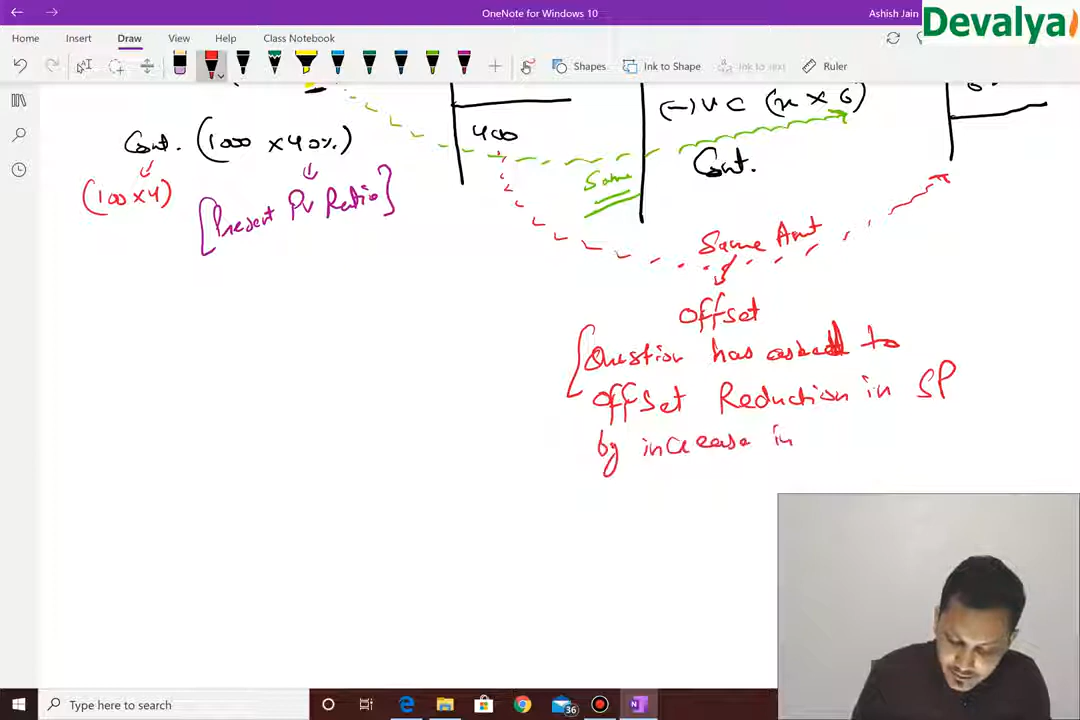 OneNote for Windows 10
Ashish Jain
Devalya
Home Insert Draw View Help Class Notebook
Shapes Ink to Shape Ink to Text Ruler
(-) V C (x × 6)
400
Cont. (1000 × 40%)
Cont.
Same
(100 × 4)
[Present PV Ratio]
Same Amt
offset
[Question has asked to
offset Reduction in SP
by increase in
Type here to search
36